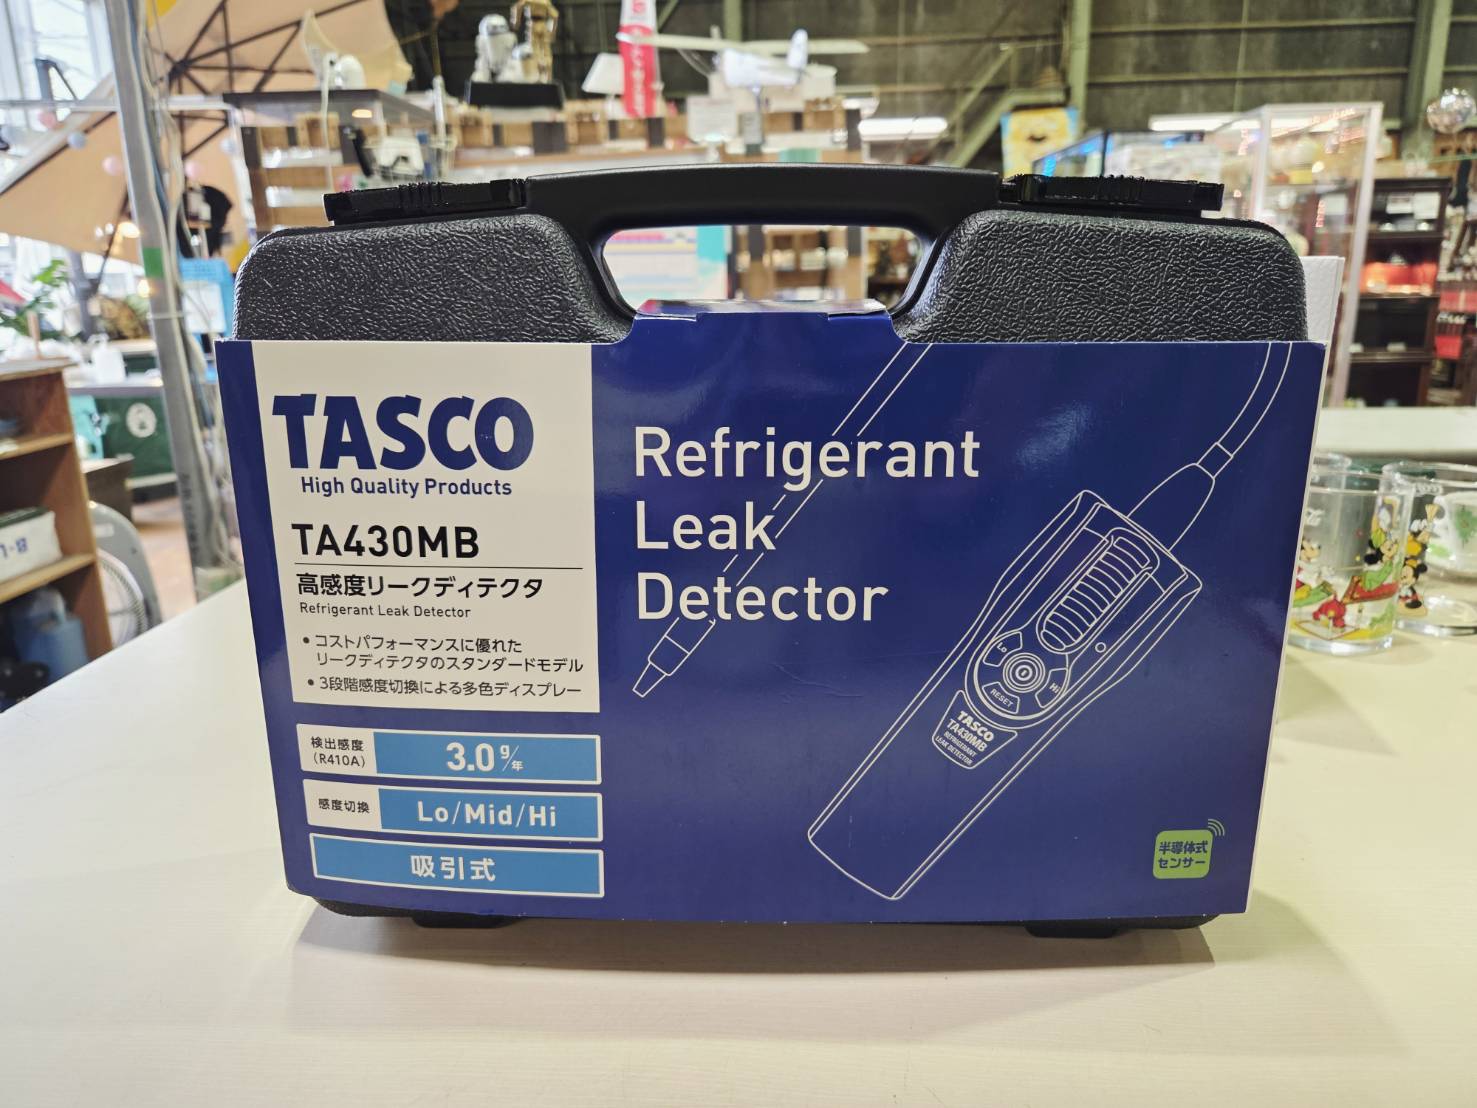 TASCO
High Quality Products
TA430MB
高感度リークディテクタ
Refrigerant Leak Detector
• コストパフォーマンスに優れた
リークディテクタのスタンダードモデル
• 3段階感度切換による多色ディスプレー
検出感度
(R410A)
3.0 g/年
感度切換
Lo/Mid/Hi
吸引式
Refrigerant
Leak
Detector
Lo
Hi
RESET
TASCO
TA430MB
REFRIGERANT
LEAK DETECTOR
半導体式
センサー